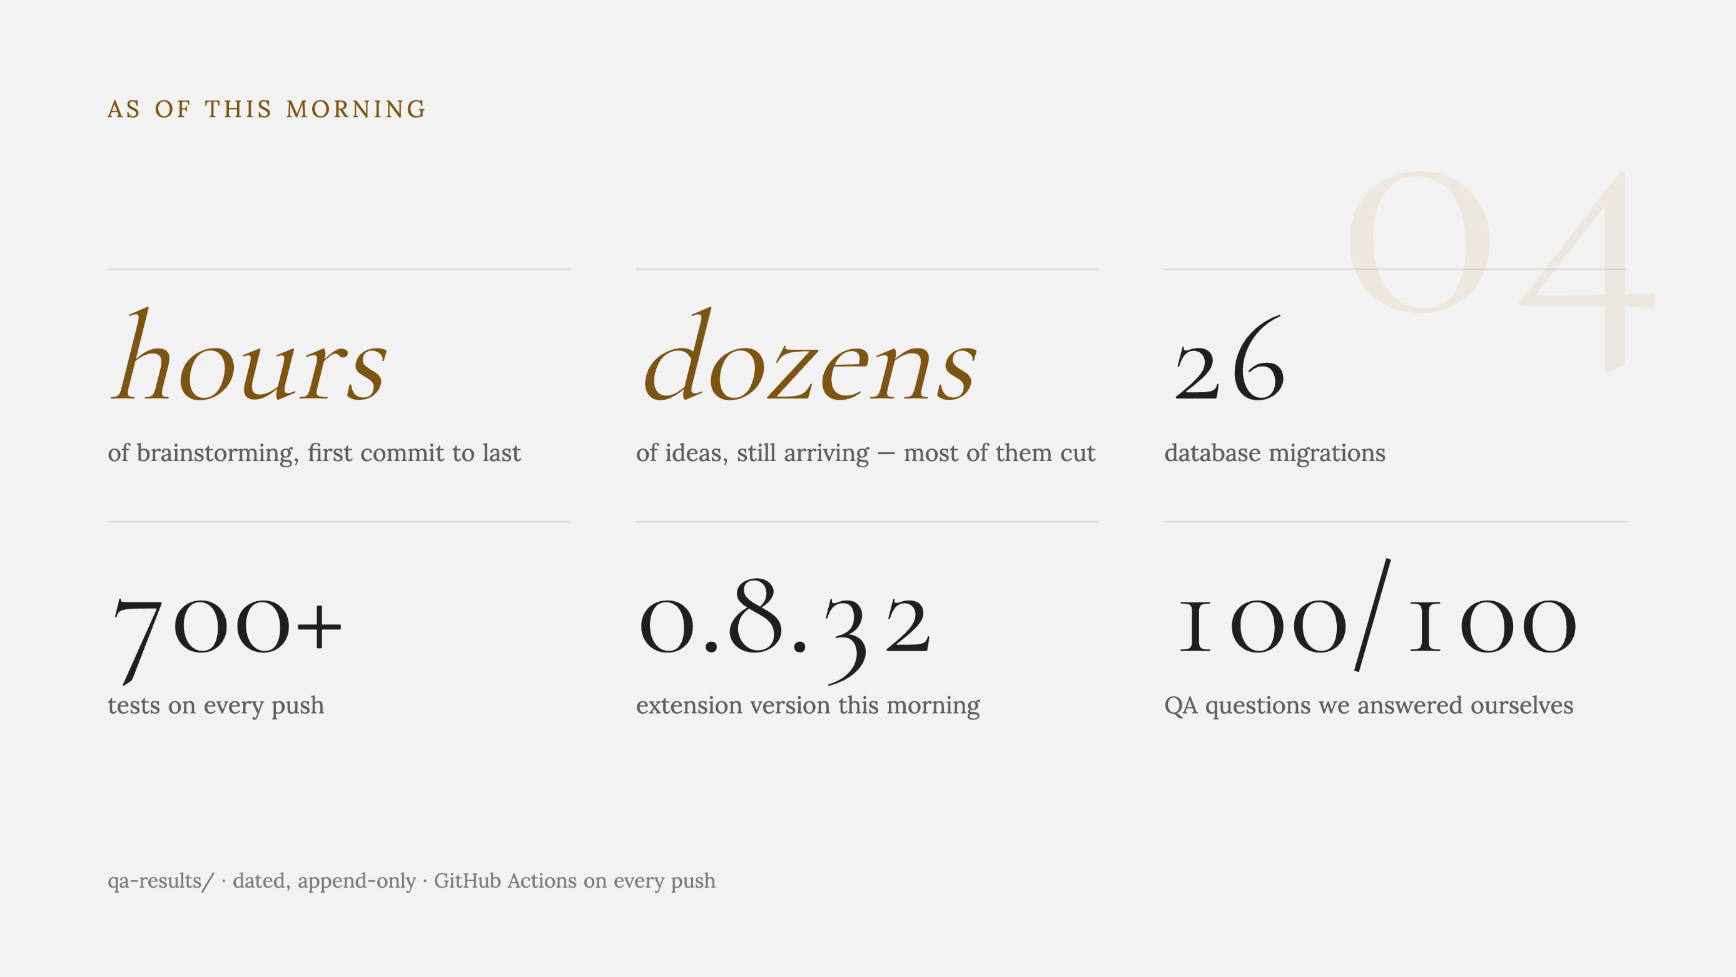 AS OF THIS MORNING
04
hours
of brainstorming, first commit to last
dozens
of ideas, still arriving — most of them cut
26
database migrations
700+
tests on every push
0.8.32
extension version this morning
100/100
QA questions we answered ourselves
qa-results/ · dated, append-only · GitHub Actions on every push